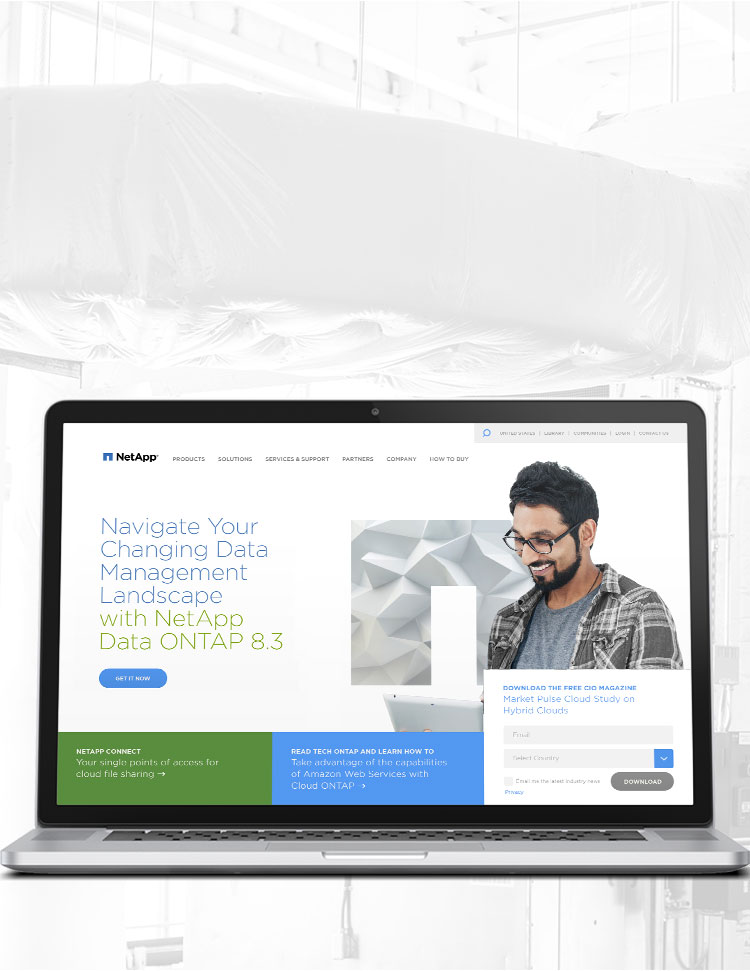 UNITED STATES | LIBRARY | COMMUNITIES | LOGIN | CONTACT US
NetApp
PRODUCTS SOLUTIONS SERVICES & SUPPORT PARTNERS COMPANY HOW TO BUY
Navigate Your
Changing Data
Management
Landscape
with NetApp
Data ONTAP 8.3
GET IT NOW
NETAPP CONNECT
Your single points of access for
cloud file sharing →
READ TECH ONTAP AND LEARN HOW TO
Take advantage of the capabilities
of Amazon Web Services with
Cloud ONTAP →
DOWNLOAD THE FREE CIO MAGAZINE
Market Pulse Cloud Study on
Hybrid Clouds
Email
Select Country
Email me the latest industry news
DOWNLOAD
Privacy